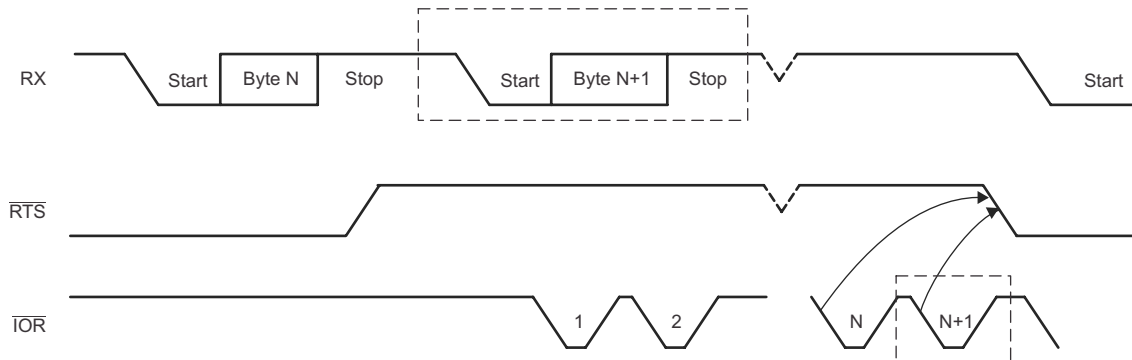 RX Start Byte N Stop Start Byte N+1 Stop Start
RTS
IOR 1 2 N N+1